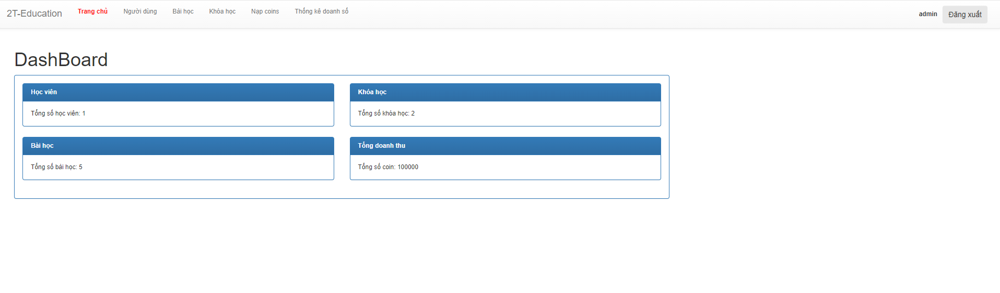 2T-Education Trang chủ Người dùng Bài học Khóa học Nạp coins Thống kê doanh số admin Đăng xuất
DashBoard
Học viên
Tổng số học viên: 1
Khóa học
Tổng số khóa học: 2
Bài học
Tổng số bài học: 5
Tổng doanh thu
Tổng số coin: 100000